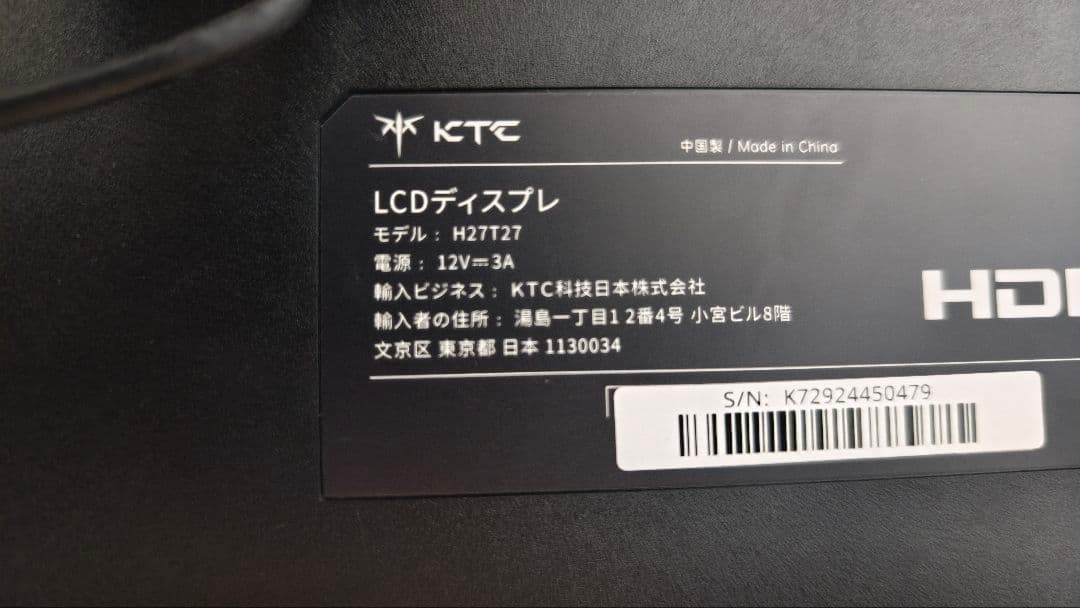 KTC
中国製 / Made in China
LCDディスプレ
モデル： H27T27
電源： 12V⎓3A
輸入ビジネス： KTC科技日本株式会社
輸入者の住所： 湯島一丁目1 2番4号 小宮ビル8階
文京区 東京都 日本 1130034
HD
S/N: K72924450479